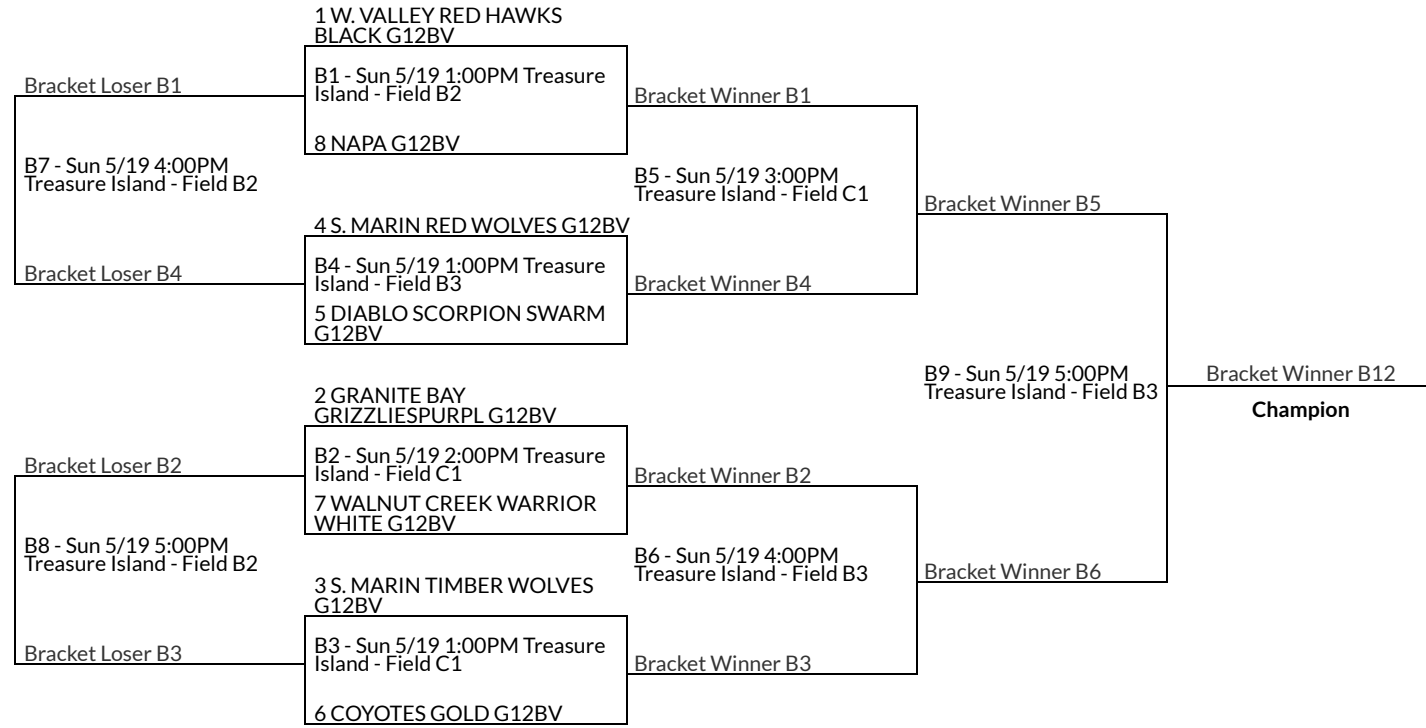 1 W. VALLEY RED HAWKS
BLACK G12BV
Bracket Loser B1
B1 - Sun 5/19 1:00PM Treasure
Island - Field B2
Bracket Winner B1
8 NAPA G12BV
B7 - Sun 5/19 4:00PM
Treasure Island - Field B2
B5 - Sun 5/19 3:00PM
Treasure Island - Field C1
Bracket Winner B5
4 S. MARIN RED WOLVES G12BV
Bracket Loser B4
B4 - Sun 5/19 1:00PM Treasure
Island - Field B3
Bracket Winner B4
5 DIABLO SCORPION SWARM
G12BV
B9 - Sun 5/19 5:00PM
Treasure Island - Field B3
Bracket Winner B12
Champion
2 GRANITE BAY
GRIZZLIESPURPL G12BV
Bracket Loser B2
B2 - Sun 5/19 2:00PM Treasure
Island - Field C1
Bracket Winner B2
7 WALNUT CREEK WARRIOR
WHITE G12BV
B8 - Sun 5/19 5:00PM
Treasure Island - Field B2
B6 - Sun 5/19 4:00PM
Treasure Island - Field B3
Bracket Winner B6
3 S. MARIN TIMBER WOLVES
G12BV
Bracket Loser B3
B3 - Sun 5/19 1:00PM Treasure
Island - Field C1
Bracket Winner B3
6 COYOTES GOLD G12BV